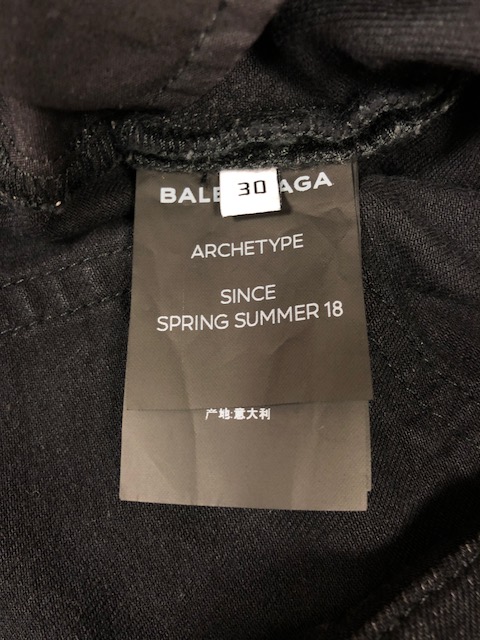 BALE AGA
30
ARCHETYPE
SINCE
SPRING SUMMER 18
产地:意大利